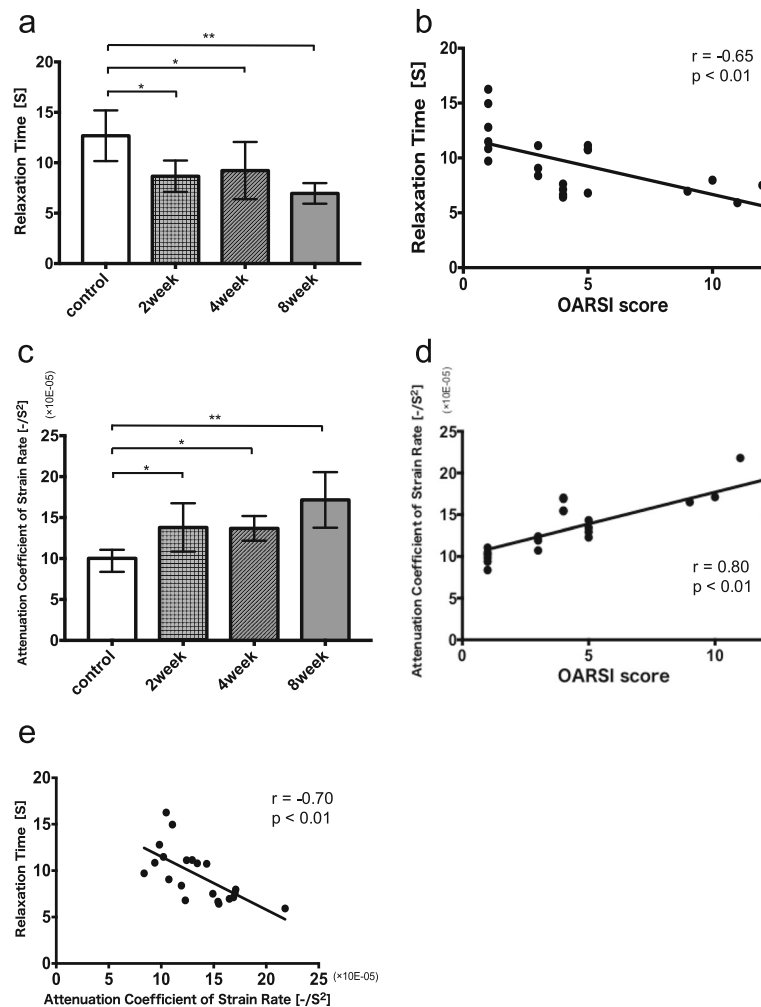 a
**
*
*
Relaxation Time [S]
20
15
10
5
0
control
2week
4week
8week
b
r = -0.65
p < 0.01
Relaxation Time [S]
20
15
10
5
0
0
5
10
OARSI score
c
(×10E-05)
**
*
*
Attenuation Coefficient of Strain Rate [-/S²]
25
20
15
10
5
0
control
2week
4week
8week
d
(×10E-05)
Attenuation Coefficient of Strain Rate [-/S²]
25
20
15
10
5
0
r = 0.80
p < 0.01
0
5
10
OARSI score
e
r = -0.70
p < 0.01
Relaxation Time [S]
20
15
10
5
0
0
5
10
15
20
25
(×10E-05)
Attenuation Coefficient of Strain Rate [-/S²]